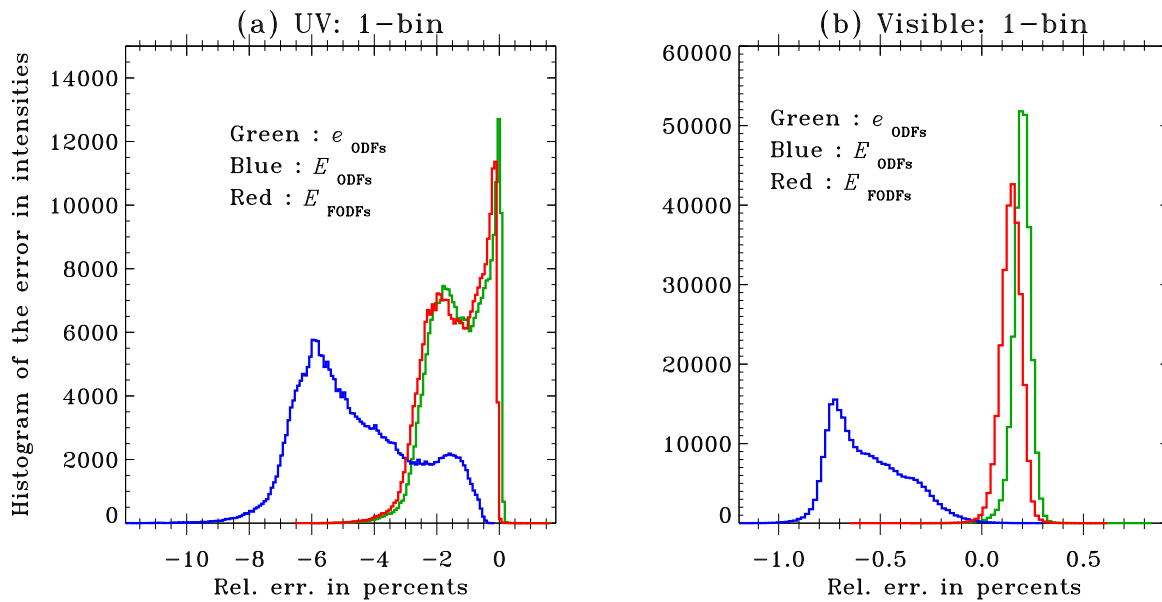 (a) UV: 1-bin
Histogram of the error in intensities
14000
12000
10000
8000
6000
4000
2000
0
Green : e ODFs
Blue : E ODFs
Red : E FODFs
-10 -8 -6 -4 -2 0
Rel. err. in percents
(b) Visible: 1-bin
60000
50000
40000
30000
20000
10000
0
Green : e ODFs
Blue : E ODFs
Red : E FODFs
-1.0 -0.5 0.0 0.5
Rel. err. in percents